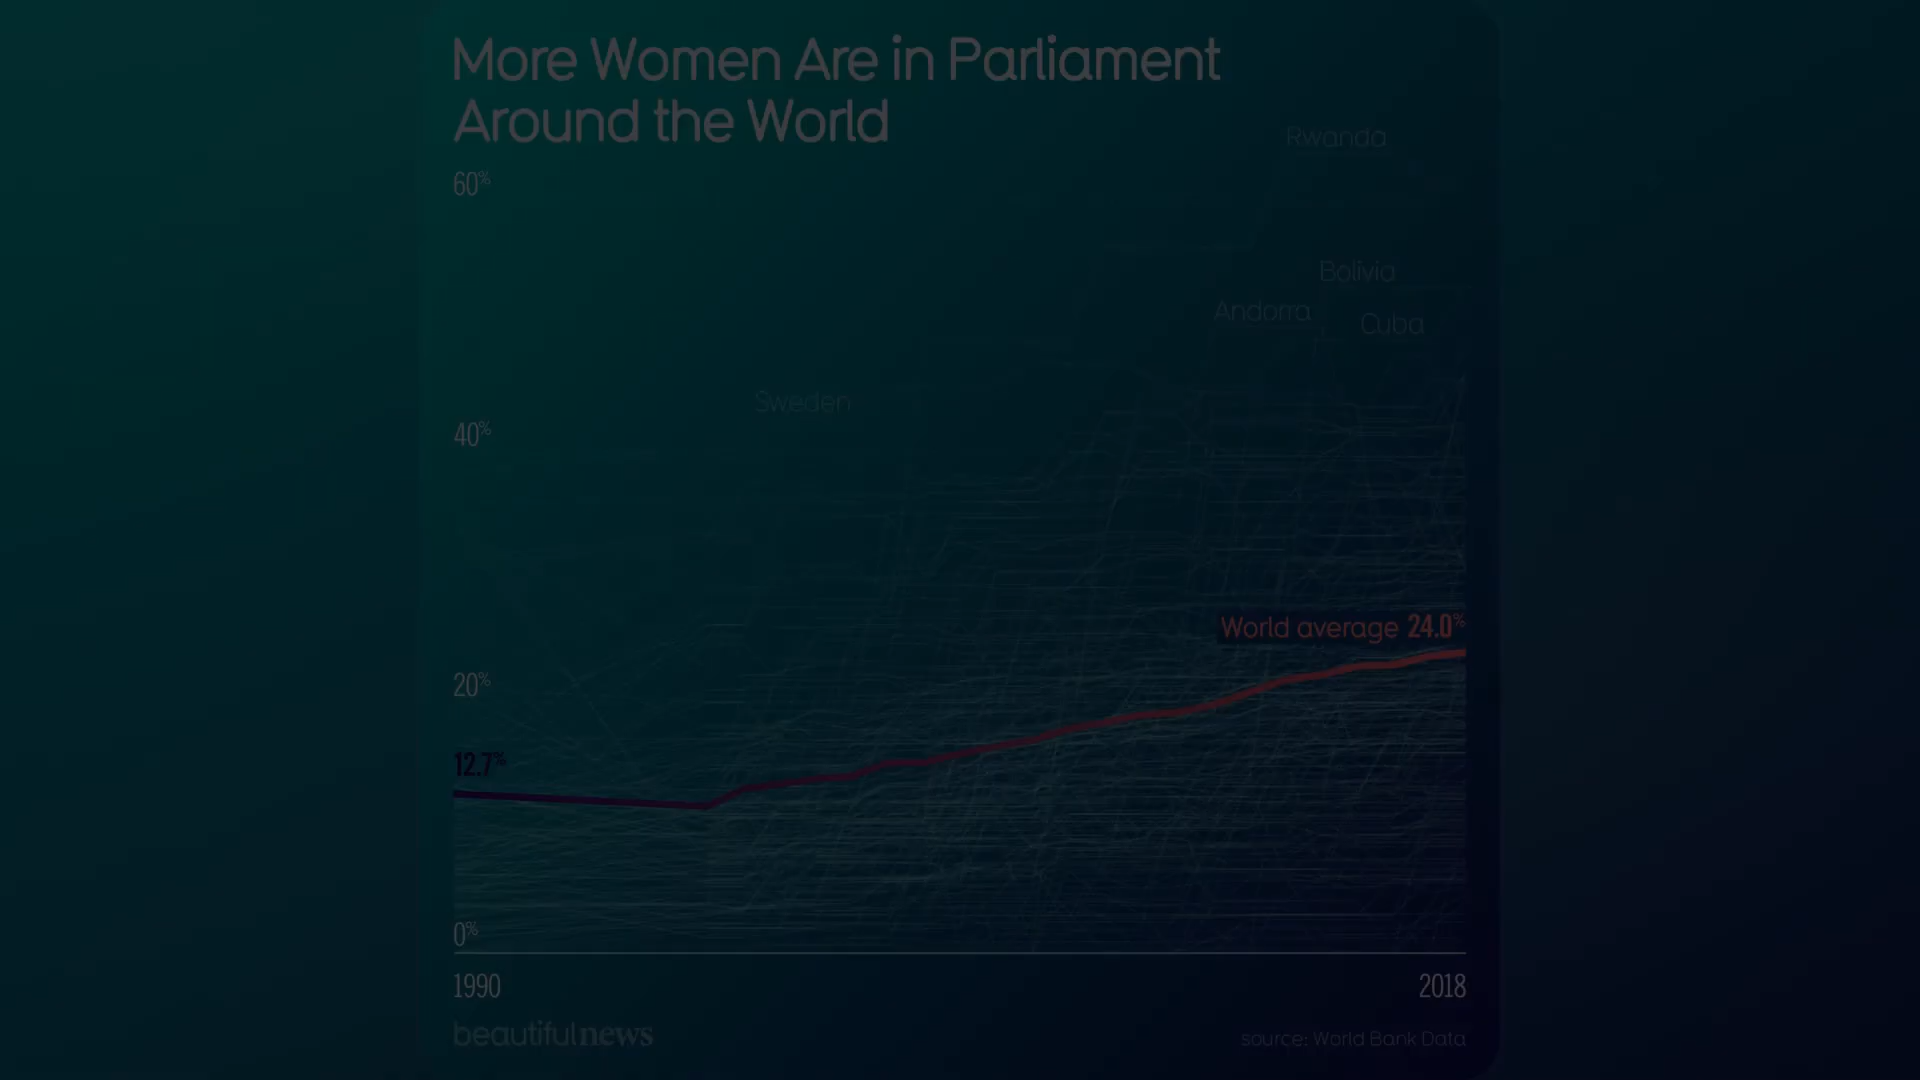 More Women Are in Parliament
Around the World
Rwanda
60%
Bolivia
Andorra
Cuba
Sweden
40%
World average 24.0%
20%
12.7%
0%
1990
2018
beautifulnews
source: World Bank Data